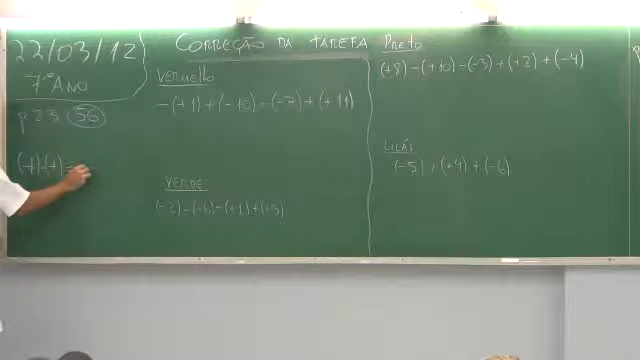 22/03/12
7º ANO
p 23 56
(-1)·(+)=
CORREÇÃO DA TAREFA
VERMELHO
-(+1)+(-10)-(-7)+(+11)
VERDE:
(-2)-(-6)-(+1)+(+5)
PRETO
(+8)-(+10)-(-3)+(+2)+(-4)
LILÁS
(-5)+(+4)+(-6)